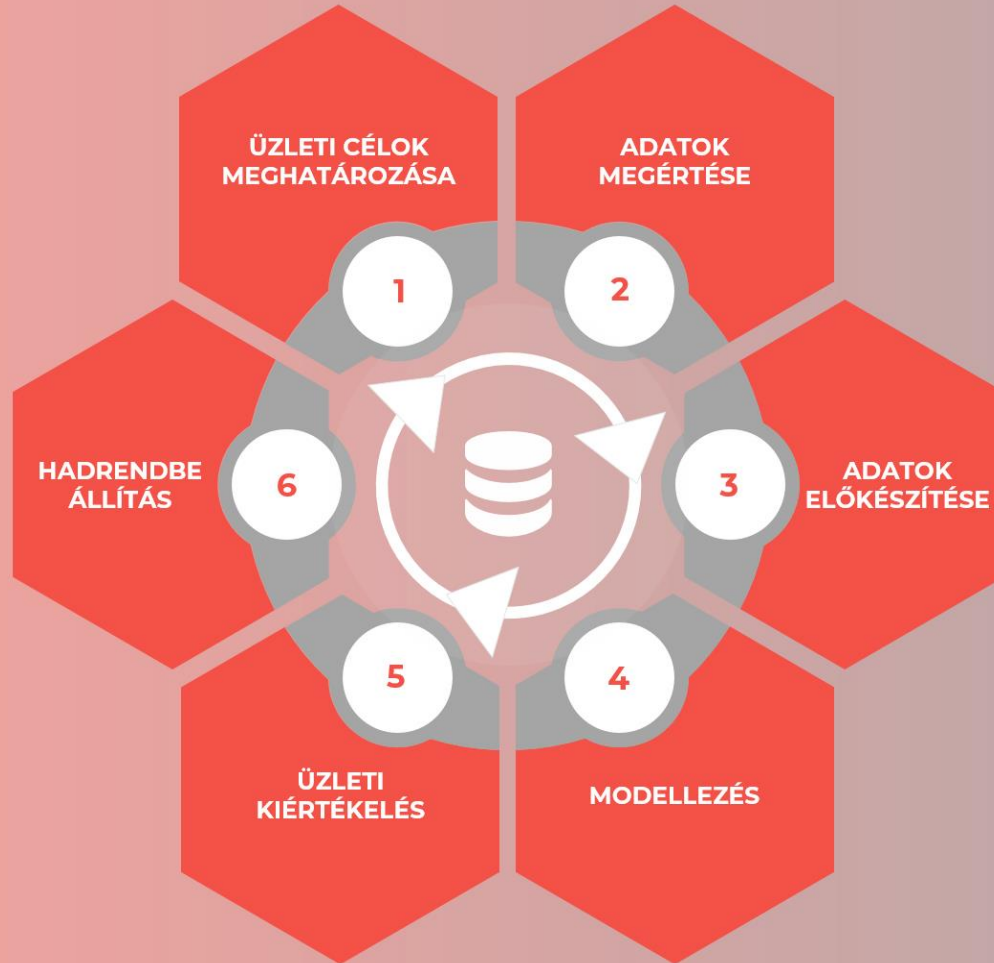 ÜZLETI CÉLOK
MEGHATÁROZÁSA
1
ADATOK
MEGÉRTÉSE
2
ADATOK
ELŐKÉSZÍTÉSE
3
MODELLEZÉS
4
ÜZLETI
KIÉRTÉKELÉS
5
HADRENDBE
ÁLLÍTÁS
6